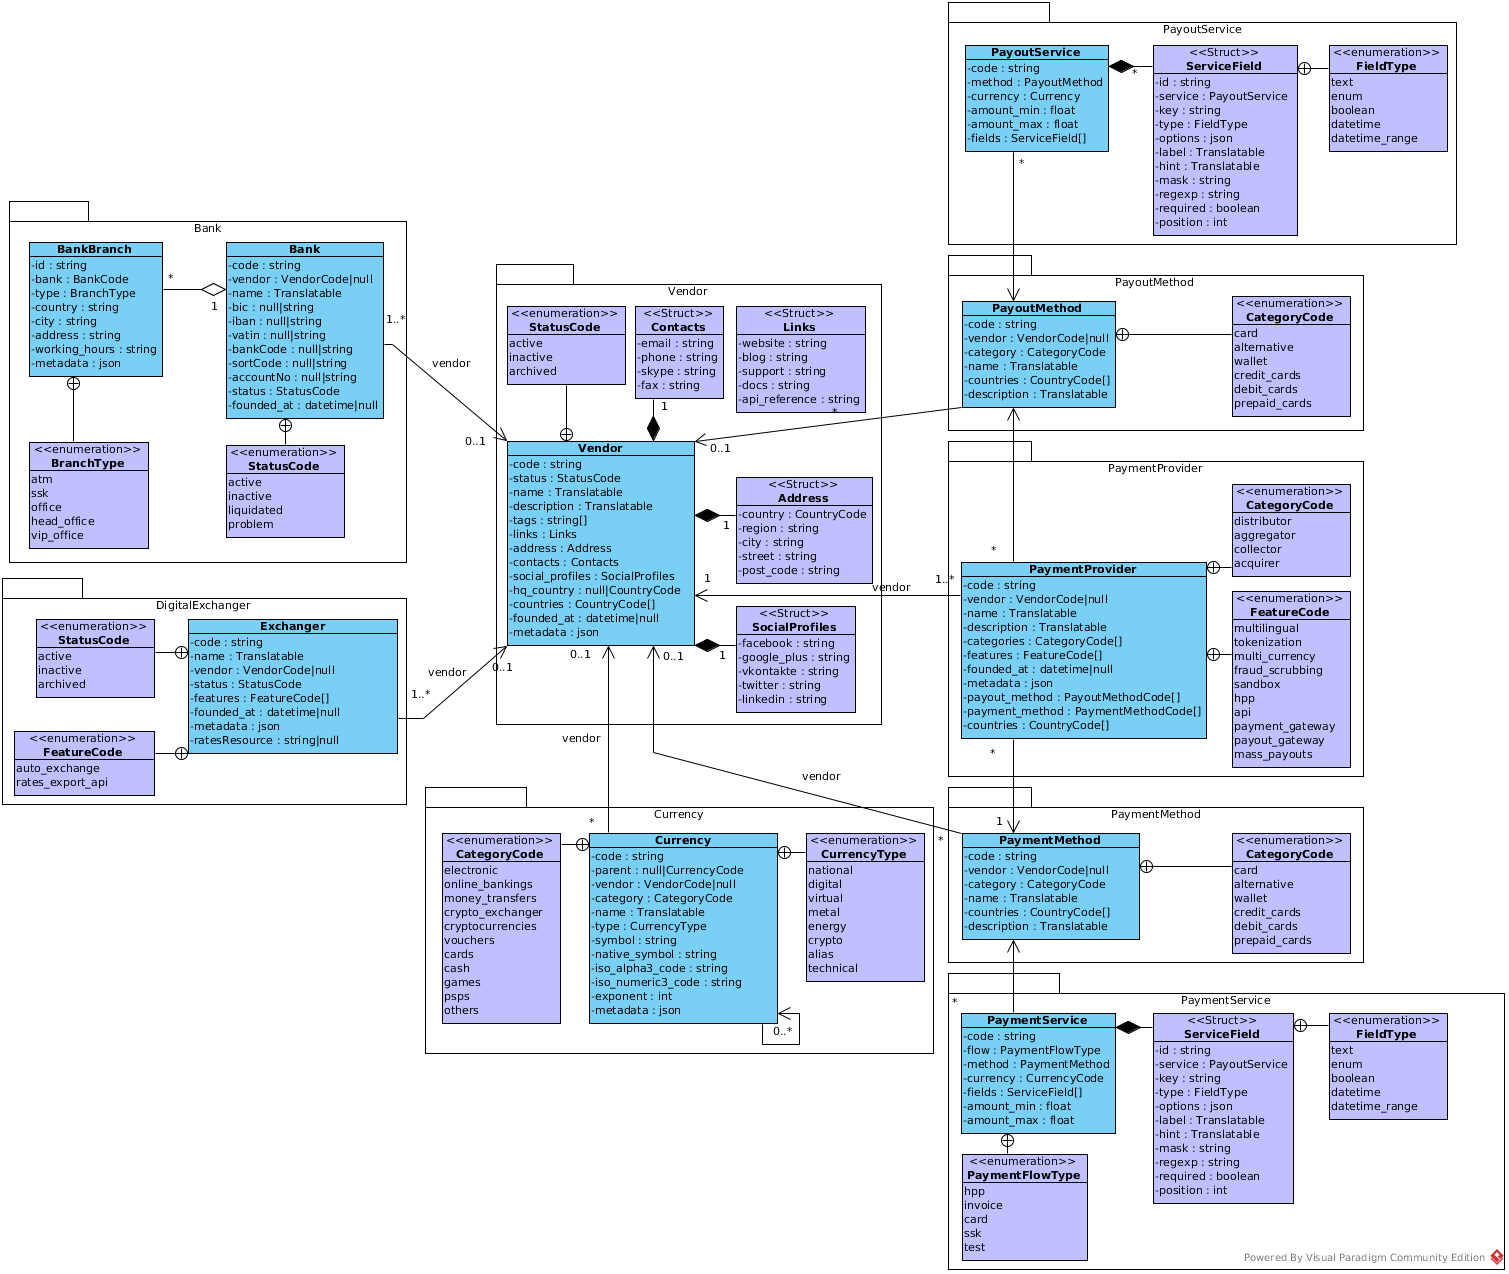 PayoutService
PayoutService
-code : string
-method : PayoutMethod
-currency : Currency
-amount_min : float
-amount_max : float
-fields : ServiceField[]
*
<<Struct>>
ServiceField
-id : string
-service : PayoutService
-key : string
-type : FieldType
-options : json
-label : Translatable
-hint : Translatable
-mask : string
-regexp : string
-required : boolean
-position : int
<<enumeration>>
FieldType
text
enum
boolean
datetime
datetime_range
*
Bank
BankBranch
-id : string
-bank : BankCode
-type : BranchType
-country : string
-city : string
-address : string
-working_hours : string
-metadata : json
*
1
Bank
-code : string
-vendor : VendorCode|null
-name : Translatable
-bic : null|string
-iban : null|string
-vatin : null|string
-bankCode : null|string
-sortCode : null|string
-accountNo : null|string
-status : StatusCode
-founded_at : datetime|null
1..*
vendor
0..1
<<enumeration>>
BranchType
atm
ssk
office
head_office
vip_office
<<enumeration>>
StatusCode
active
inactive
liquidated
problem
Vendor
<<enumeration>>
StatusCode
active
inactive
archived
<<Struct>>
Contacts
-email : string
-phone : string
-skype : string
-fax : string
1
<<Struct>>
Links
-website : string
-blog : string
-support : string
-docs : string
-api_reference : string
*
0..1
Vendor
-code : string
-status : StatusCode
-name : Translatable
-description : Translatable
-tags : string[]
-links : Links
-address : Address
-contacts : Contacts
-social_profiles : SocialProfiles
-hq_country : null|CountryCode
-countries : CountryCode[]
-founded_at : datetime|null
-metadata : json
1
<<Struct>>
Address
-country : CountryCode
-region : string
-city : string
-street : string
-post_code : string
1
vendor
1..*
<<Struct>>
SocialProfiles
-facebook : string
-google_plus : string
-vkontakte : string
-twitter : string
-linkedin : string
1
0..1
0..1
0..1
PayoutMethod
PayoutMethod
-code : string
-vendor : VendorCode|null
-category : CategoryCode
-name : Translatable
-countries : CountryCode[]
-description : Translatable
<<enumeration>>
CategoryCode
card
alternative
wallet
credit_cards
debit_cards
prepaid_cards
PaymentProvider
*
PaymentProvider
-code : string
-vendor : VendorCode|null
-name : Translatable
-description : Translatable
-categories : CategoryCode[]
-features : FeatureCode[]
-founded_at : datetime|null
-metadata : json
-payout_method : PayoutMethodCode[]
-payment_method : PaymentMethodCode[]
-countries : CountryCode[]
*
<<enumeration>>
CategoryCode
distributor
aggregator
collector
acquirer
<<enumeration>>
FeatureCode
multilingual
tokenization
multi_currency
fraud_scrubbing
sandbox
hpp
api
payment_gateway
payout_gateway
mass_payouts
DigitalExchanger
<<enumeration>>
StatusCode
active
inactive
archived
<<enumeration>>
FeatureCode
auto_exchange
rates_export_api
Exchanger
-code : string
-name : Translatable
-vendor : VendorCode|null
-status : StatusCode
-features : FeatureCode[]
-founded_at : datetime|null
-metadata : json
-ratesResource : string|null
vendor
1..*
vendor
vendor
Currency
*
<<enumeration>>
CategoryCode
electronic
online_bankings
money_transfers
crypto_exchanger
cryptocurrencies
vouchers
cards
cash
games
psps
others
Currency
-code : string
-parent : null|CurrencyCode
-vendor : VendorCode|null
-category : CategoryCode
-name : Translatable
-type : CurrencyType
-symbol : string
-native_symbol : string
-iso_alpha3_code : string
-iso_numeric3_code : string
-exponent : int
-metadata : json
0..*
<<enumeration>>
CurrencyType
national
digital
virtual
metal
energy
crypto
alias
technical
PaymentMethod
1
*
PaymentMethod
-code : string
-vendor : VendorCode|null
-category : CategoryCode
-name : Translatable
-countries : CountryCode[]
-description : Translatable
<<enumeration>>
CategoryCode
card
alternative
wallet
credit_cards
debit_cards
prepaid_cards
PaymentService
*
PaymentService
-code : string
-flow : PaymentFlowType
-method : PaymentMethod
-currency : CurrencyCode
-fields : ServiceField[]
-amount_min : float
-amount_max : float
<<Struct>>
ServiceField
-id : string
-service : PayoutService
-key : string
-type : FieldType
-options : json
-label : Translatable
-hint : Translatable
-mask : string
-regexp : string
-required : boolean
-position : int
<<enumeration>>
FieldType
text
enum
boolean
datetime
datetime_range
<<enumeration>>
PaymentFlowType
hpp
invoice
card
ssk
test
Powered By Visual Paradigm Community Edition